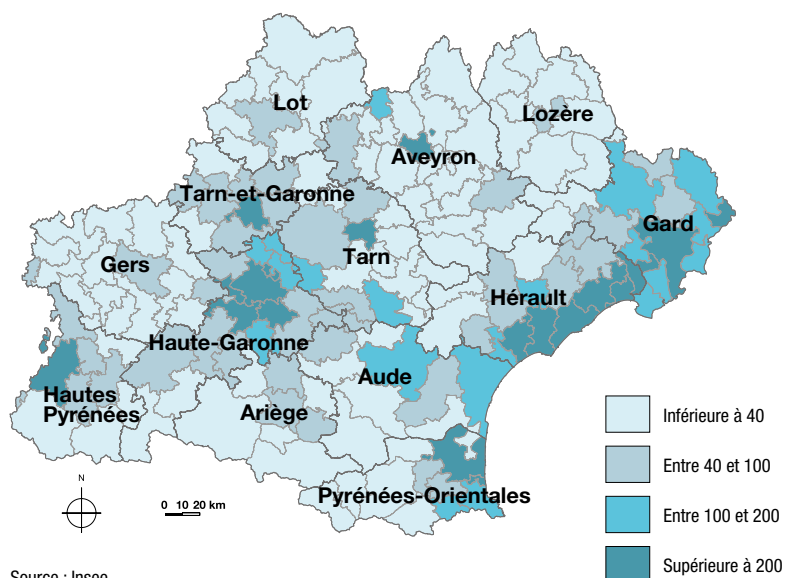 Lot
Lozère
Aveyron
Tarn-et-Garonne
Gard
Gers
Tarn
Hérault
Haute-Garonne
Aude
Hautes
Pyrénées
Ariège
Pyrénées-Orientales
Inférieure à 40
Entre 40 et 100
Entre 100 et 200
Supérieure à 200
N
0 10 20 km
Source : Insee